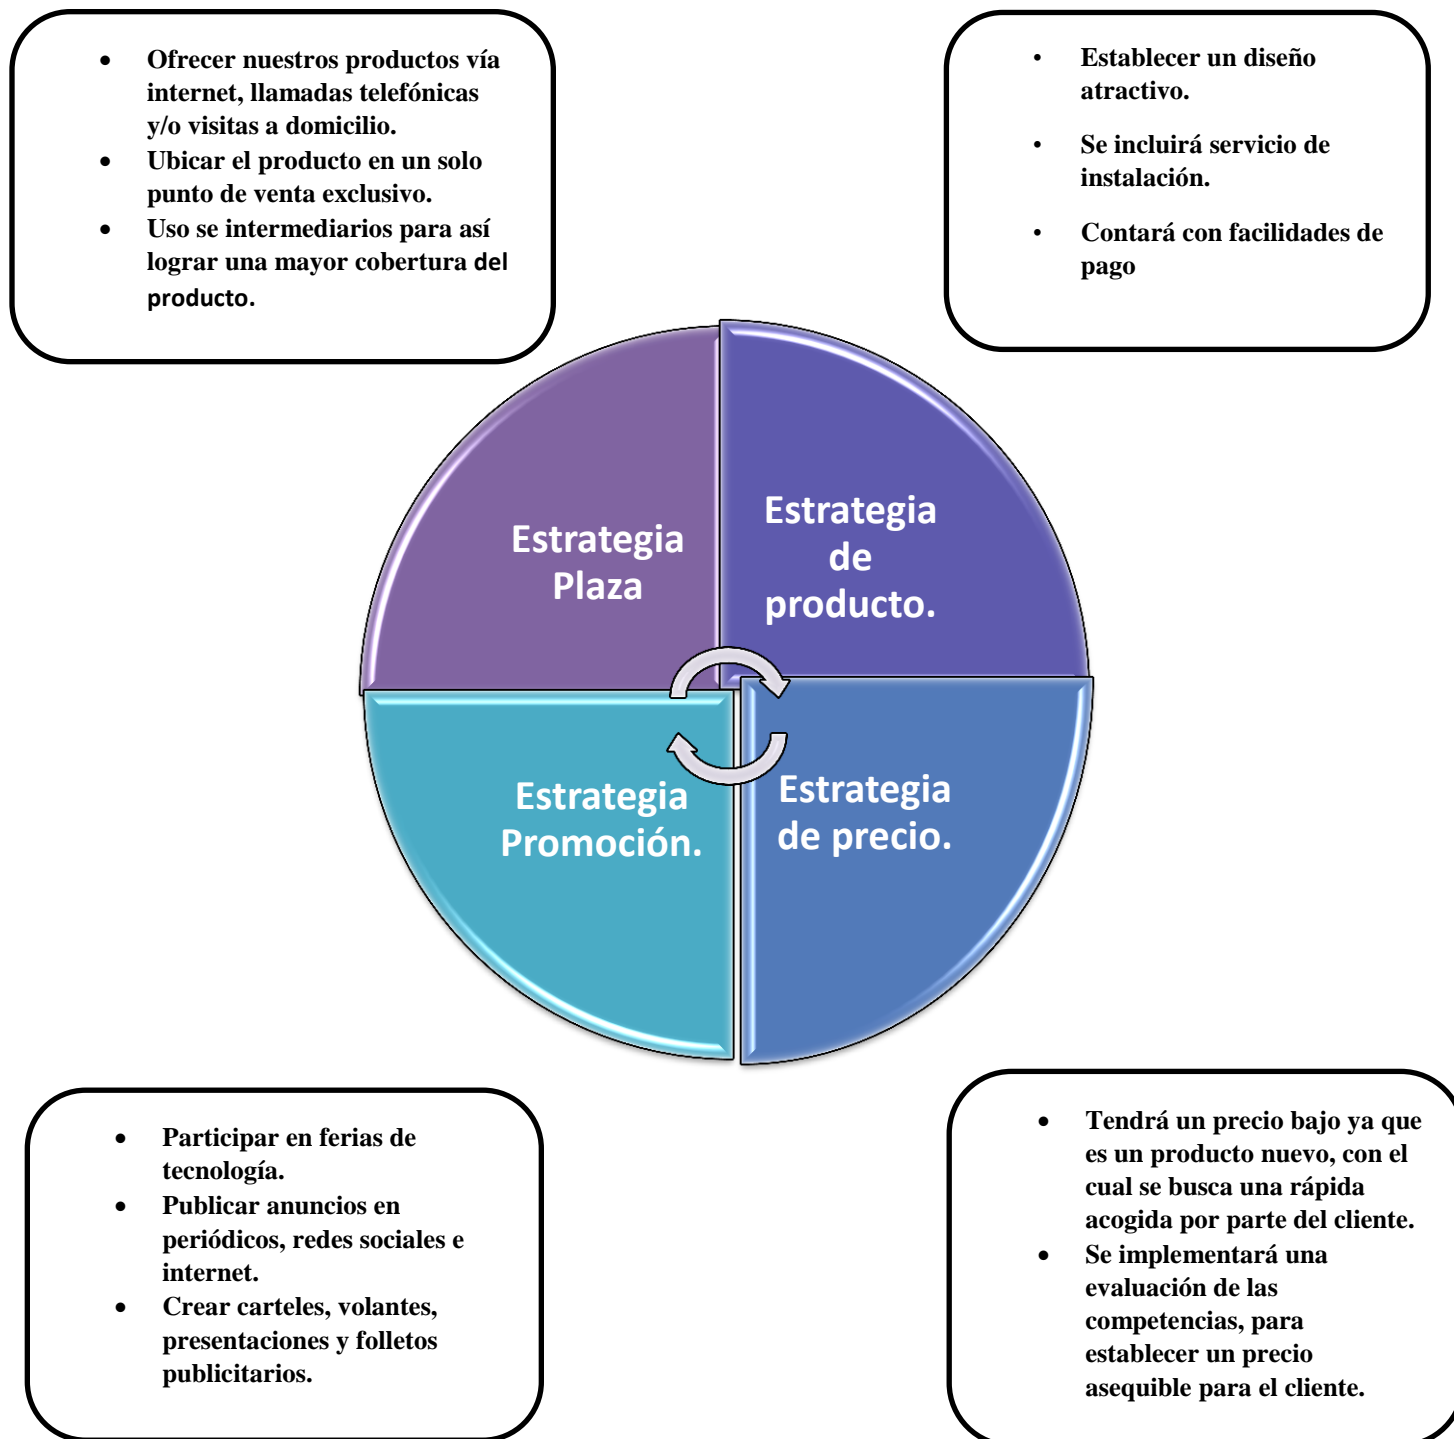 • Ofrecer nuestros productos vía
internet, llamadas telefónicas
y/o visitas a domicilio.
• Ubicar el producto en un solo
punto de venta exclusivo.
• Uso se intermediarios para así
lograr una mayor cobertura del
producto.
• Establecer un diseño
atractivo.
• Se incluirá servicio de
instalación.
• Contará con facilidades de
pago
Estrategia
Plaza
Estrategia
de
producto.
Estrategia
Promoción.
Estrategia
de precio.
• Participar en ferias de
tecnología.
• Publicar anuncios en
periódicos, redes sociales e
internet.
• Crear carteles, volantes,
presentaciones y folletos
publicitarios.
• Tendrá un precio bajo ya que
es un producto nuevo, con el
cual se busca una rápida
acogida por parte del cliente.
• Se implementará una
evaluación de las
competencias, para
establecer un precio
asequible para el cliente.